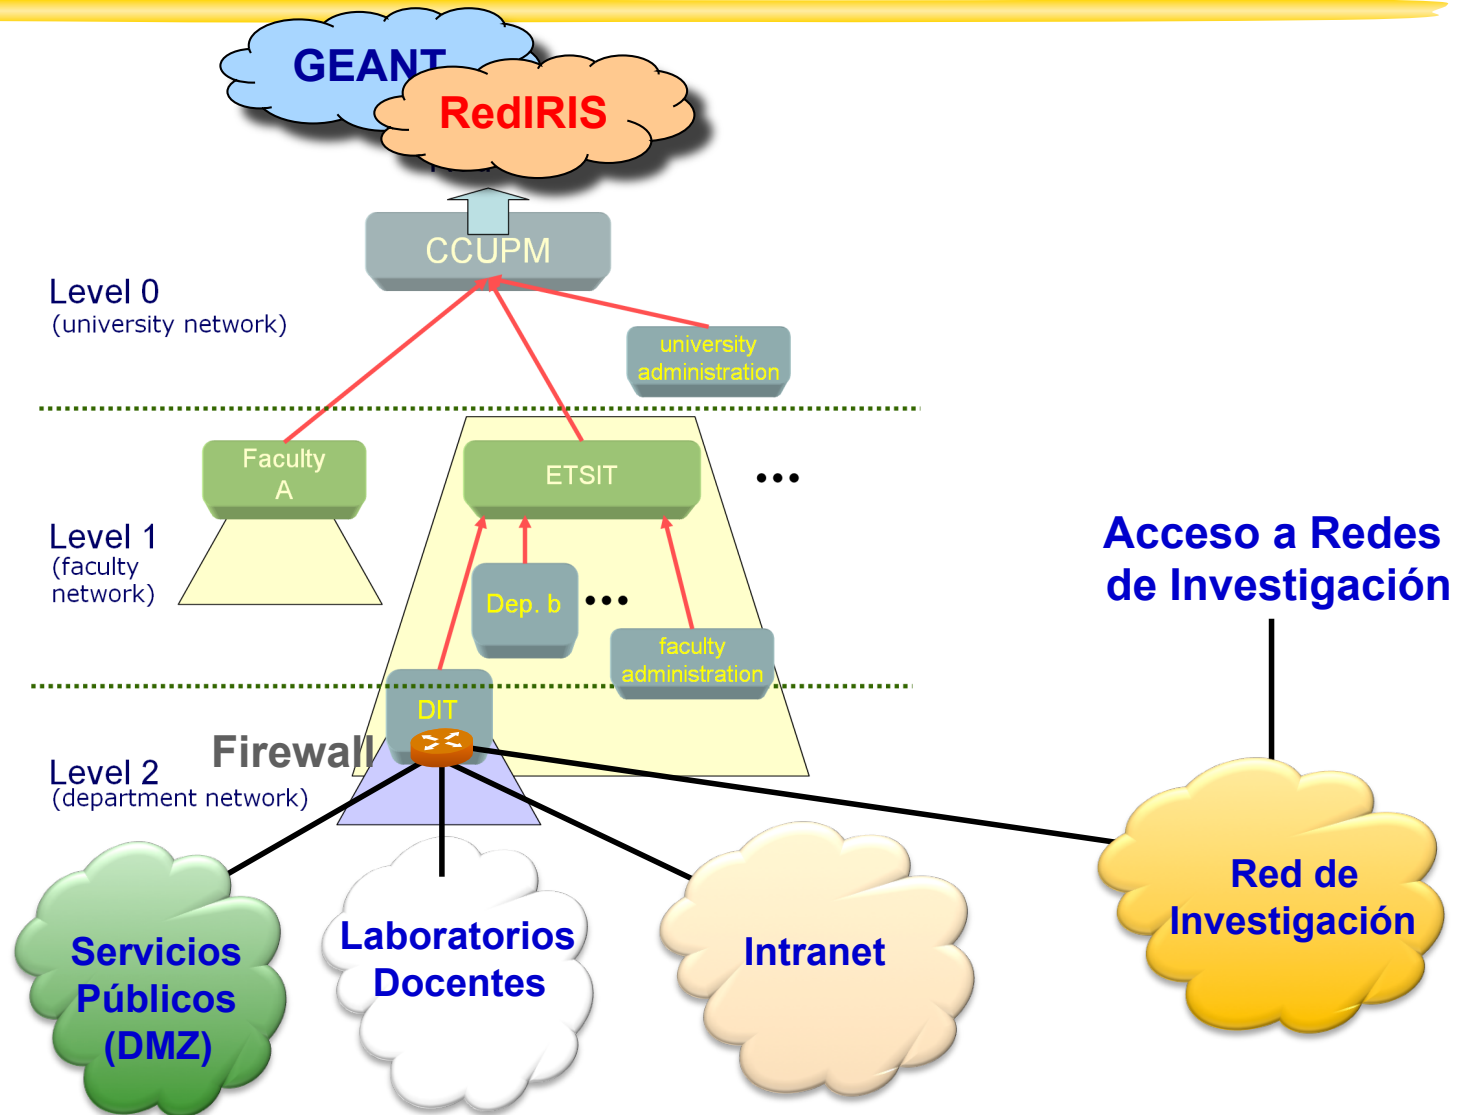 GEANT
RedIRIS
CCUPM
Level 0
(university network)
university
administration
Faculty
A
ETSIT
...
Level 1
(faculty
network)
Dep. b
...
faculty
administration
Acceso a Redes
de Investigación
DIT
Firewall
Level 2
(department network)
Servicios
Públicos
(DMZ)
Laboratorios
Docentes
Intranet
Red de
Investigación